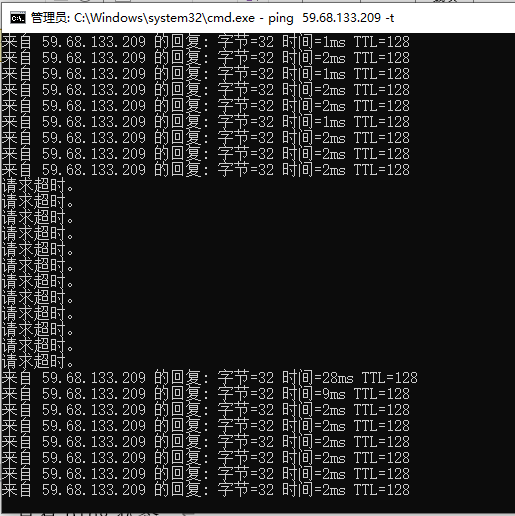 管理员: C:\Windows\system32\cmd.exe - ping  59.68.133.209 -t
来自 59.68.133.209 的回复: 字节=32 时间=1ms TTL=128
来自 59.68.133.209 的回复: 字节=32 时间=2ms TTL=128
来自 59.68.133.209 的回复: 字节=32 时间=1ms TTL=128
来自 59.68.133.209 的回复: 字节=32 时间=2ms TTL=128
来自 59.68.133.209 的回复: 字节=32 时间=2ms TTL=128
来自 59.68.133.209 的回复: 字节=32 时间=1ms TTL=128
来自 59.68.133.209 的回复: 字节=32 时间=2ms TTL=128
来自 59.68.133.209 的回复: 字节=32 时间=2ms TTL=128
来自 59.68.133.209 的回复: 字节=32 时间=2ms TTL=128
请求超时。
请求超时。
请求超时。
请求超时。
请求超时。
请求超时。
请求超时。
请求超时。
请求超时。
请求超时。
请求超时。
请求超时。
来自 59.68.133.209 的回复: 字节=32 时间=28ms TTL=128
来自 59.68.133.209 的回复: 字节=32 时间=9ms TTL=128
来自 59.68.133.209 的回复: 字节=32 时间=2ms TTL=128
来自 59.68.133.209 的回复: 字节=32 时间=2ms TTL=128
来自 59.68.133.209 的回复: 字节=32 时间=2ms TTL=128
来自 59.68.133.209 的回复: 字节=32 时间=2ms TTL=128
来自 59.68.133.209 的回复: 字节=32 时间=2ms TTL=128
来自 59.68.133.209 的回复: 字节=32 时间=2ms TTL=128